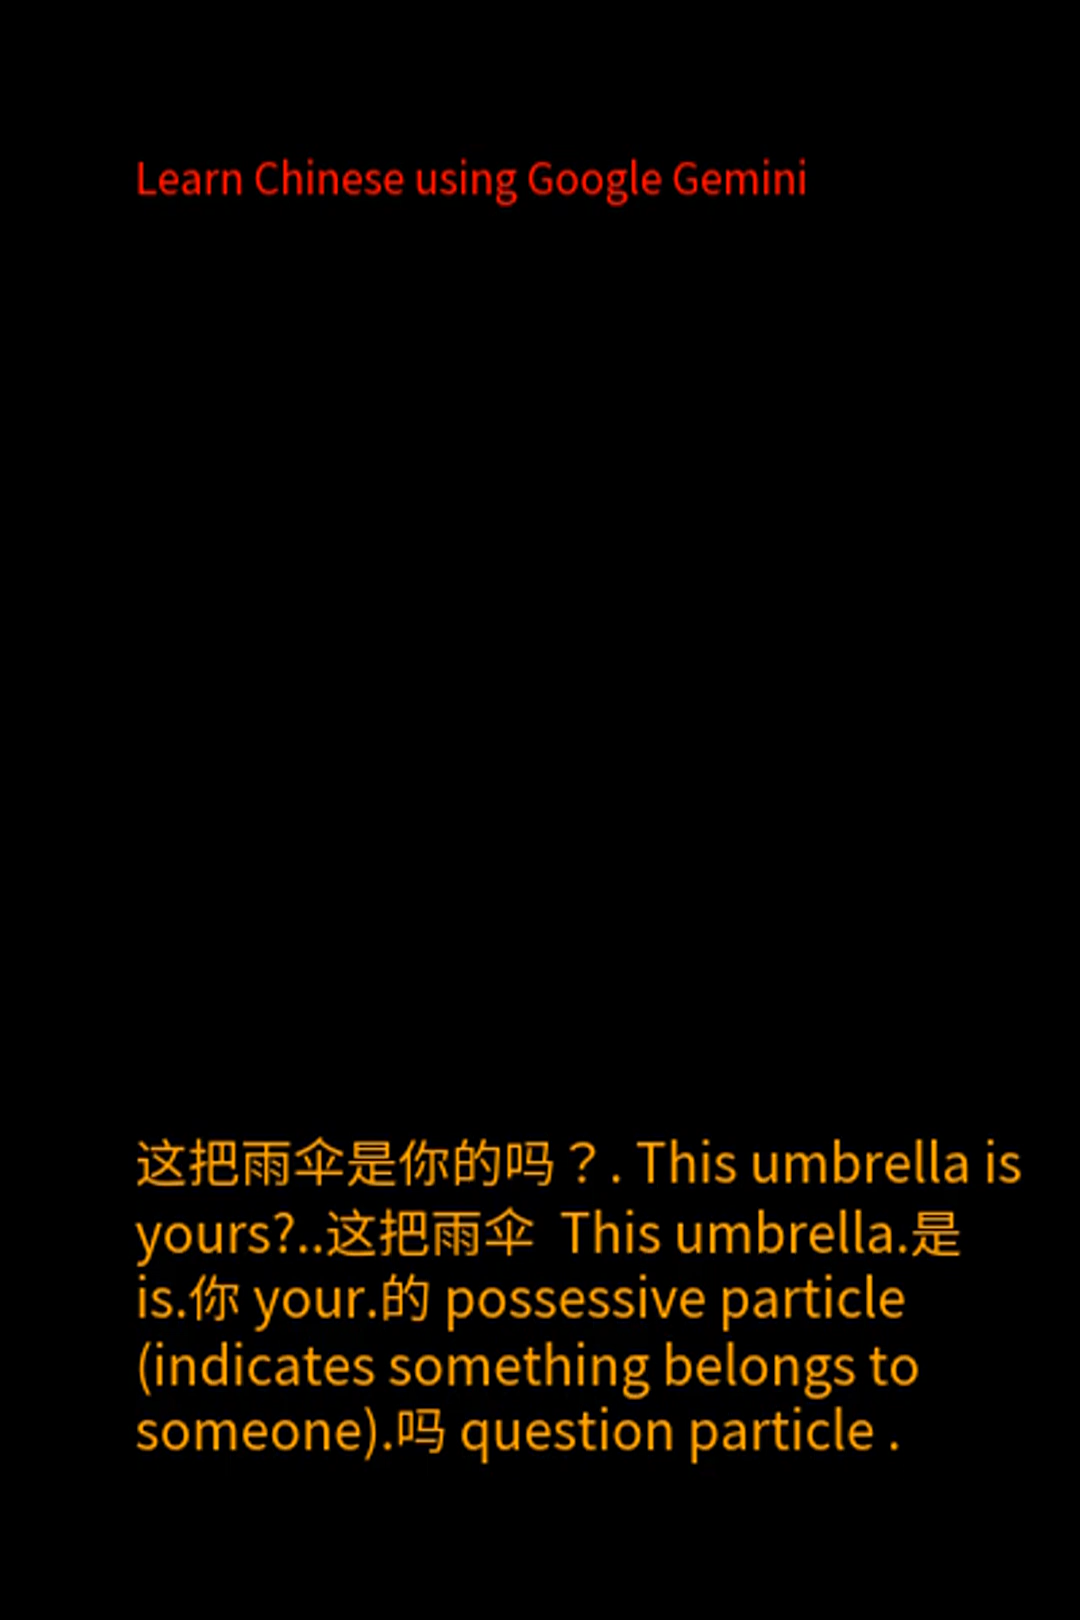 Learn Chinese using Google Gemini
这把雨伞是你的吗？. This umbrella is
yours?..这把雨伞  This umbrella.是
is.你 your.的 possessive particle
(indicates something belongs to
someone).吗 question particle .